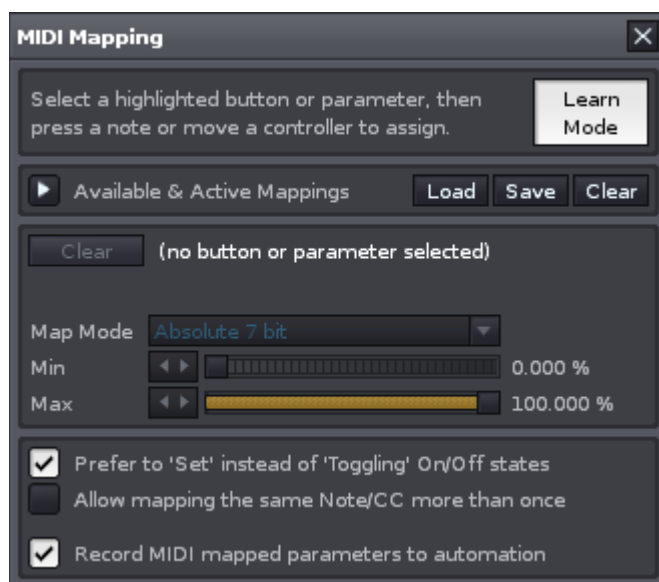 MIDI Mapping
Select a highlighted button or parameter, then
press a note or move a controller to assign.
Learn
Mode
Available & Active Mappings
Load
Save
Clear
Clear
(no button or parameter selected)
Map Mode
Absolute 7 bit
Min
0.000 %
Max
100.000 %
Prefer to 'Set' instead of 'Toggling' On/Off states
Allow mapping the same Note/CC more than once
Record MIDI mapped parameters to automation